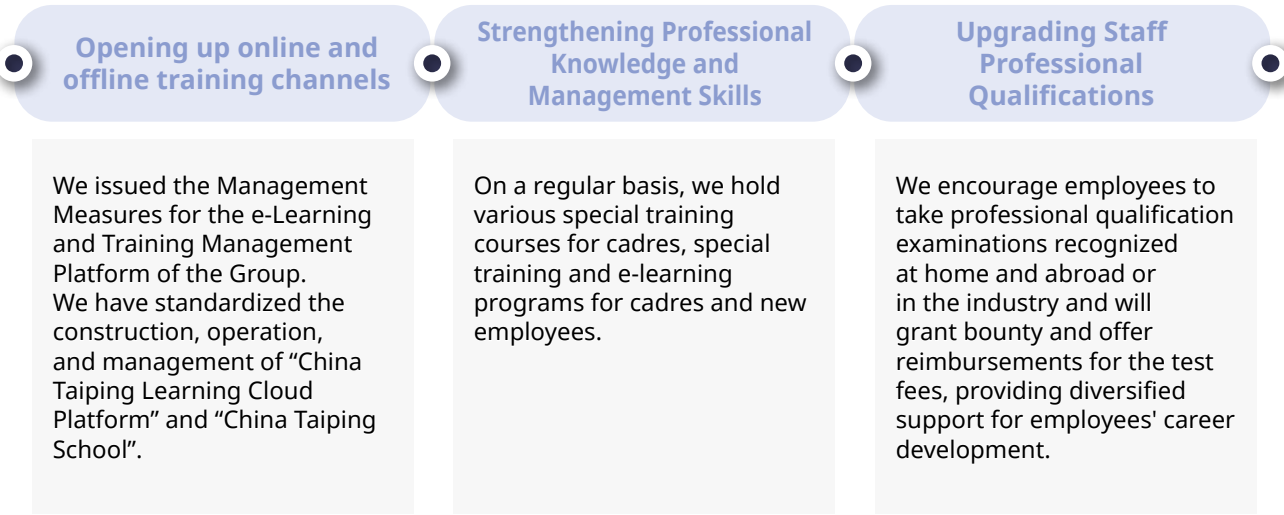 Opening up online and
offline training channels
We issued the Management
Measures for the e-Learning
and Training Management
Platform of the Group.
We have standardized the
construction, operation,
and management of “China
Taiping Learning Cloud
Platform” and “China Taiping
School”.
Strengthening Professional
Knowledge and
Management Skills
On a regular basis, we hold
various special training
courses for cadres, special
training and e-learning
programs for cadres and new
employees.
Upgrading Staff
Professional
Qualifications
We encourage employees to
take professional qualification
examinations recognized
at home and abroad or
in the industry and will
grant bounty and offer
reimbursements for the test
fees, providing diversified
support for employees' career
development.